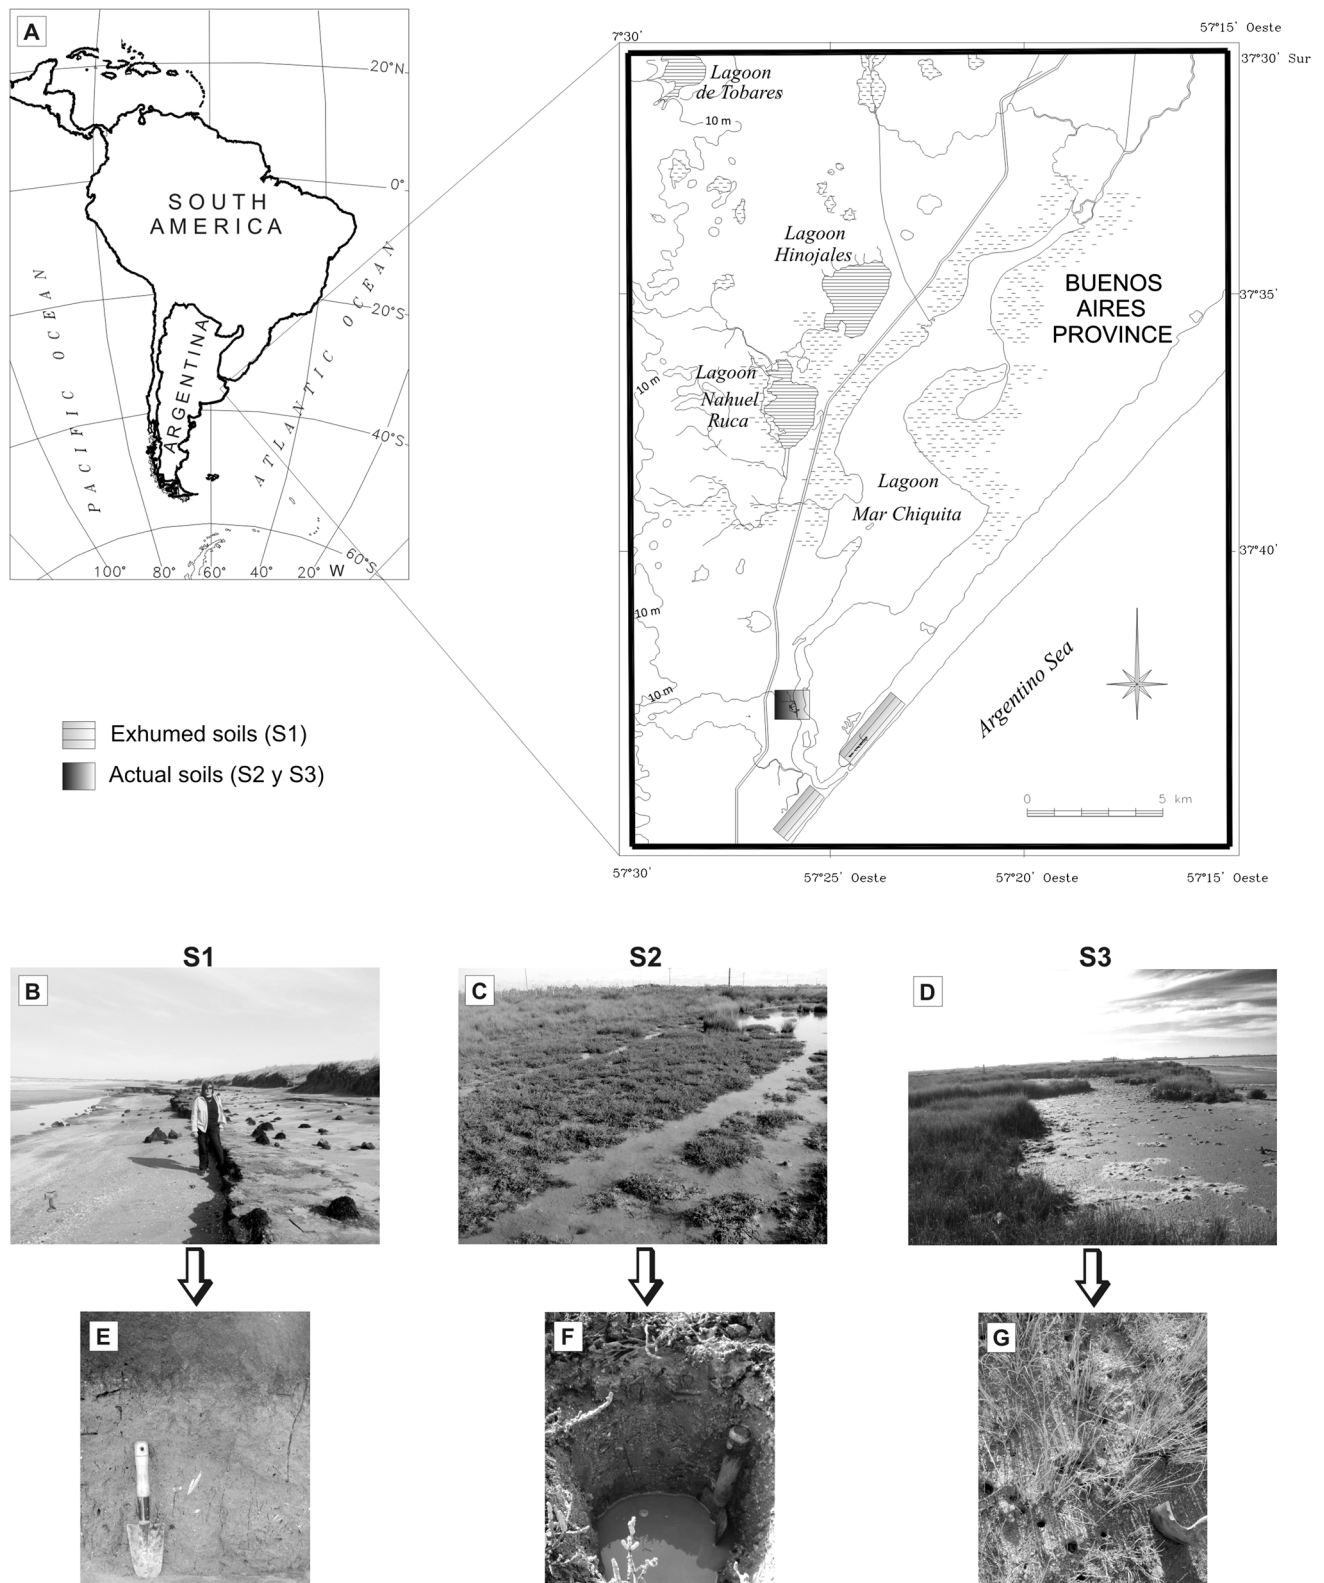 A
20°N
0°
20°S
40°S
60°S
100°
80°
60°
40°
20°
W
SOUTH
AMERICA
ARGENTINA
PACIFIC OCEAN
ATLANTIC OCEAN
7°30'
57°15' Oeste
37°30' Sur
Lagoon
de Tobares
10 m
Lagoon
Hinojales
BUENOS
AIRES
PROVINCE
37°35'
10 m
Lagoon
Nahuel
Ruca
Lagoon
Mar Chiquita
37°40'
10 m
10 m
Argentino Sea
0
5 km
57°30'
57°25' Oeste
57°20' Oeste
57°15' Oeste
Exhumed soils (S1)
Actual soils (S2 y S3)
S1
S2
S3
B
C
D
E
F
G